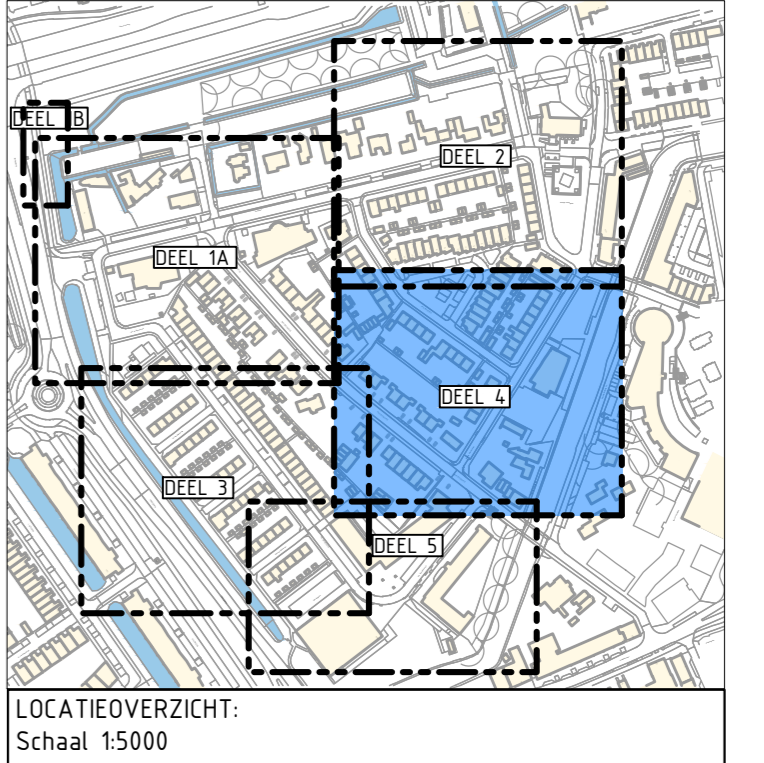 DEEL 1B
DEEL 2
DEEL 1A
DEEL 4
DEEL 3
DEEL 5
LOCATIEOVERZICHT:
Schaal 1:5000